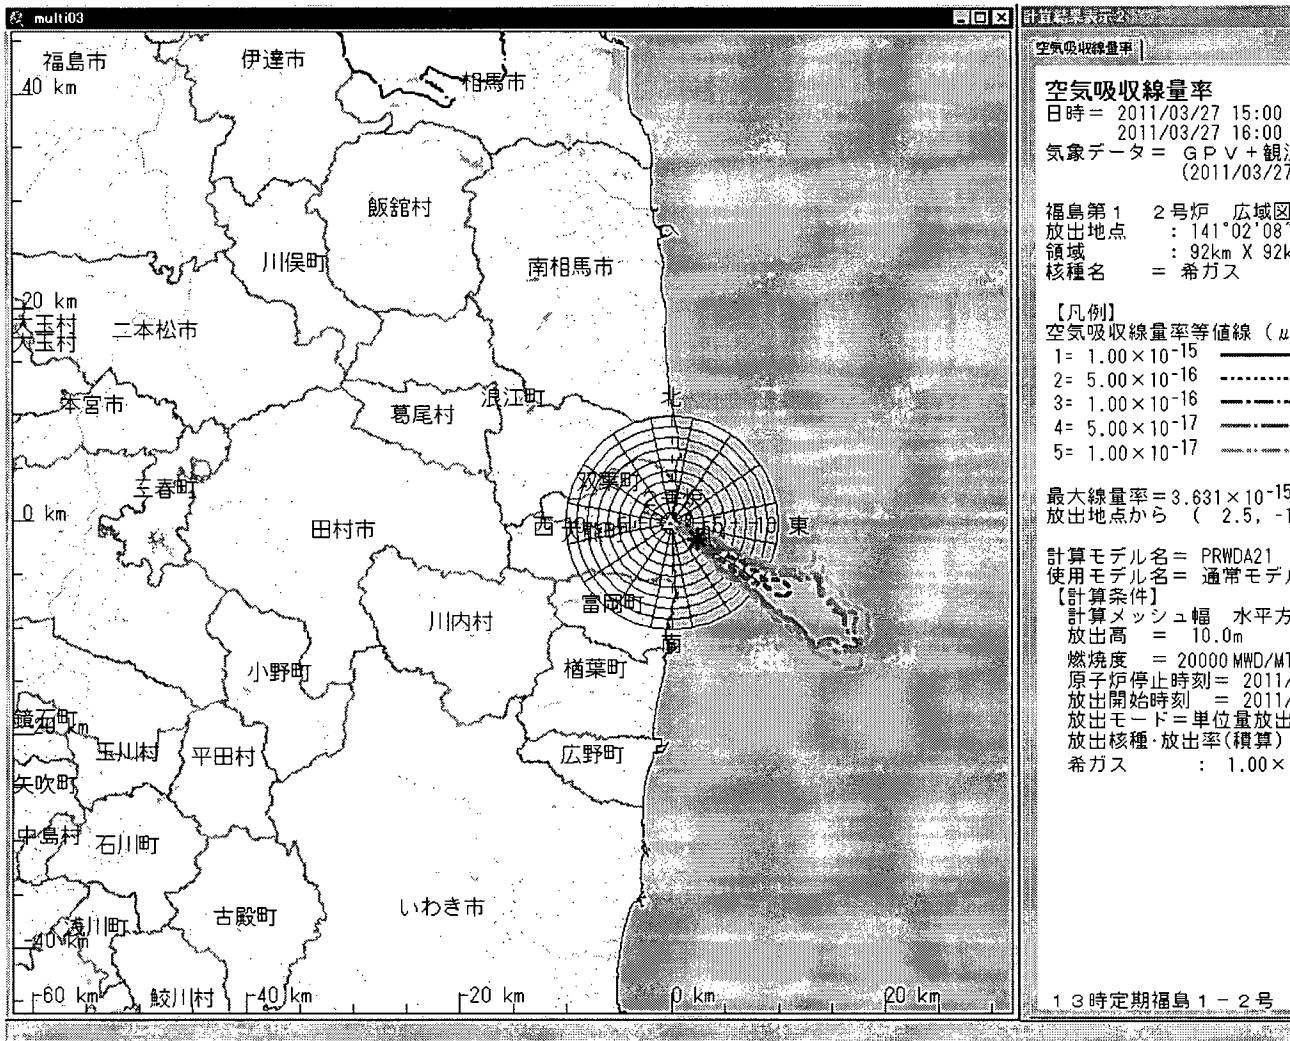 multi03
福島市
伊達市
相馬市
40 km
飯舘村
川俣町
南相馬市
20 km
大玉村
大玉村
二本松市
本宮市
葛尾村
浪江町
北
三春町
双葉町
0 km
田村市
西
東
川内村
富岡町
南
小野町
楢葉町
鏡石町
-20 km
玉川村
平田村
広野町
矢吹町
中島村
石川町
浅川町
古殿町
いわき市
-40 km
鮫川村
-60 km
-40 km
-20 km
0 km
20 km
計算結果表示2
空気吸収線量率
空気吸収線量率
日時= 2011/03/27 15:00
2011/03/27 16:00
気象データ= GPV+観
(2011/03/27
福島第1 2号炉 広域図
放出地点 : 141°02'08"
領域 : 92km X 92k
核種名 = 希ガス
【凡例】
空気吸収線量率等値線 (μ
1= 1.00×10-15
2= 5.00×10-16
3= 1.00×10-16
4= 5.00×10-17
5= 1.00×10-17
最大線量率=3.631×10-15
放出地点から ( 2.5, -1
計算モデル名= PRWDA21
使用モデル名= 通常モデル
【計算条件】
計算メッシュ幅 水平方
放出高 = 10.0m
燃焼度 = 20000MWD/MT
原子炉停止時刻= 2011/
放出開始時刻 = 2011/
放出モード=単位量放出
放出核種・放出率(積算)
希ガス : 1.00×
13時定期福島1-2号